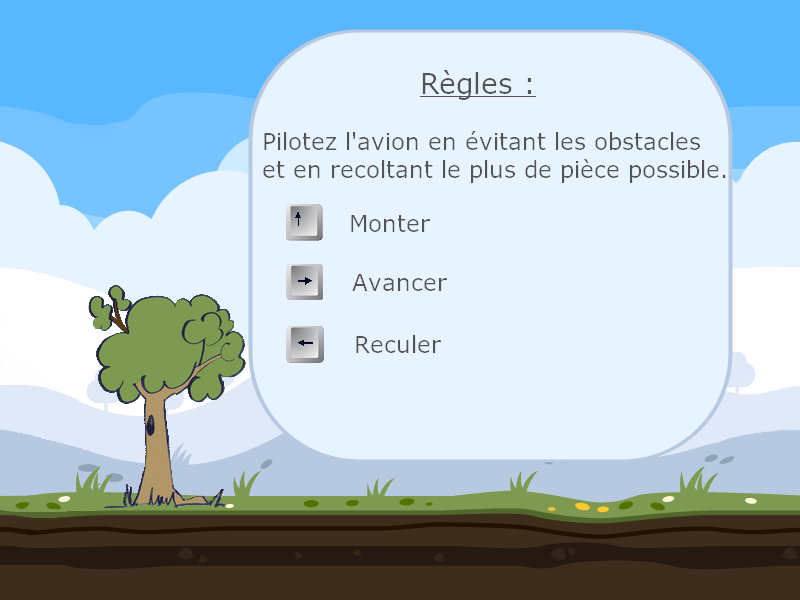 Règles :
Pilotez l'avion en évitant les obstacles
et en recoltant le plus de pièce possible.
↑ Monter
→ Avancer
← Reculer